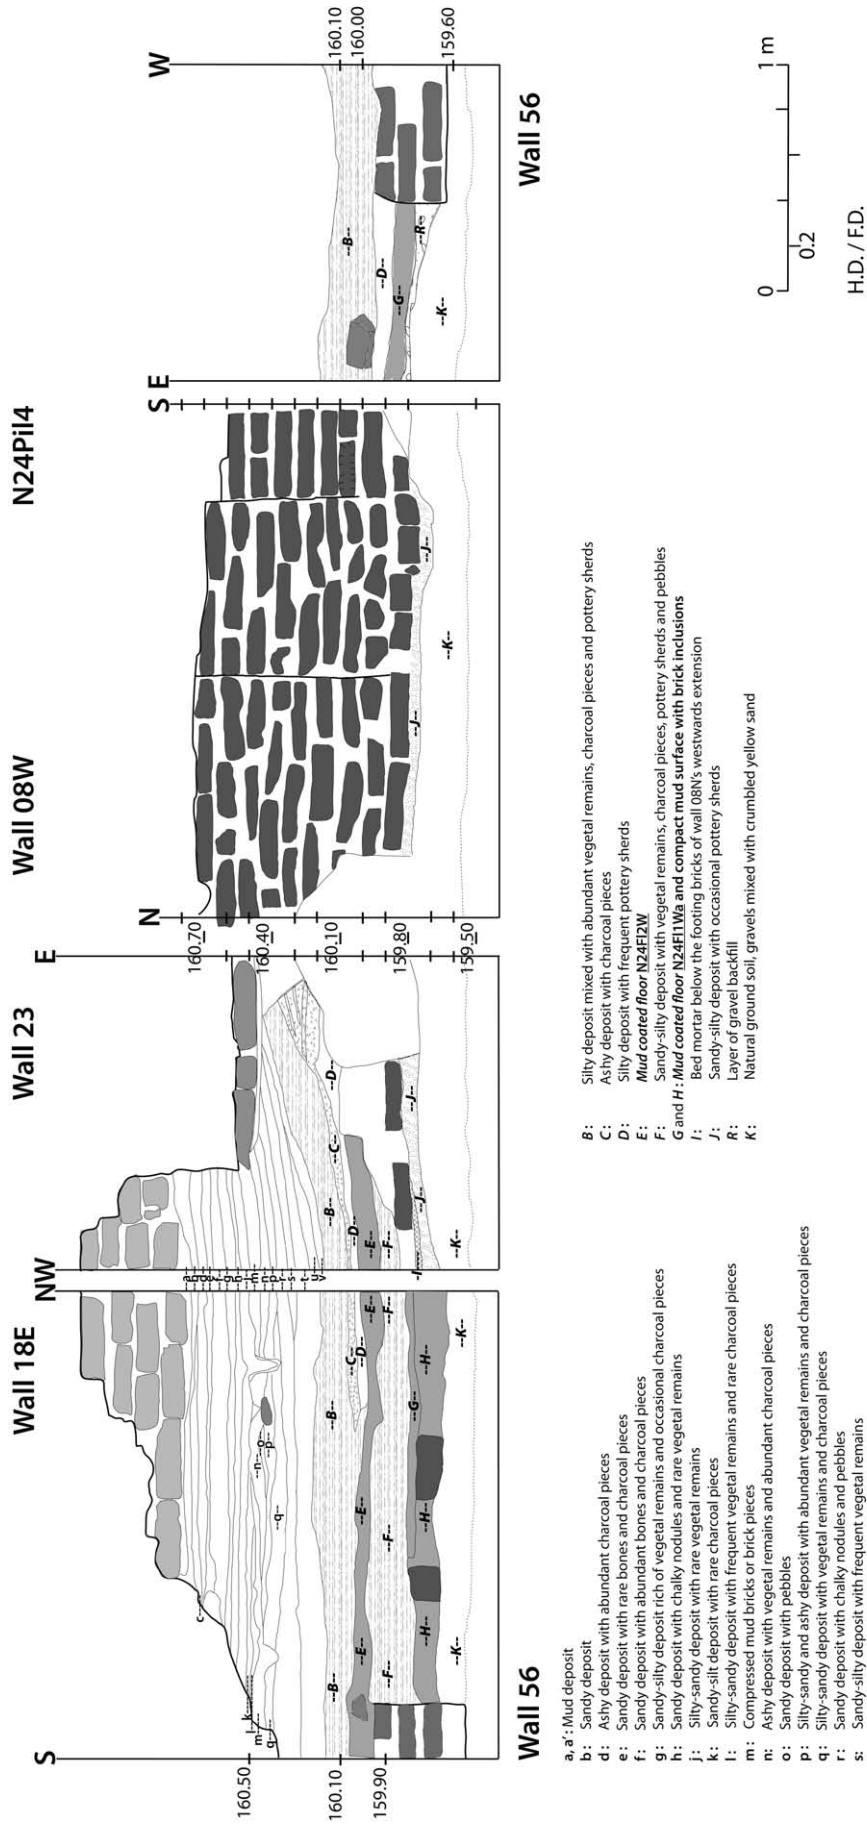 Wall 18E
Wall 23
Wall 08W
N24Pil4
S
NW
E
N
S
E
W
160.50
160.10
159.90
160.70
160.40
160.10
159.80
159.50
160.10
160.00
159.60
--c--
k
l
m
q
--n--
--o--
--p--
--q--
--B--
--B--
--C--
--D--
--E--
--E--
--E--
--F--
--F--
--F--
--G--
--H--
--H--
--H--
--K--
--K--
a
b
d
e
f
g
m
n
p
r
s
t
u
v
--B--
--C--
--D--
--D--
--E--
--F--
--I--
--J--
--J--
--K--
--J--
--J--
--K--
--B--
--D--
--G--
--R--
--K--
Wall 56
Wall 56
a, a' : Mud deposit
b : Sandy deposit
d : Ashy deposit with abundant charcoal pieces
e : Sandy deposit with rare bones and charcoal pieces
f : Sandy deposit with abundant bones and charcoal pieces
g : Sandy-silty deposit rich of vegetal remains and occasional charcoal pieces
h : Sandy deposit with chalky nodules and rare vegetal remains
j : Silty-sandy deposit with rare vegetal remains
k : Sandy-silt deposit with rare charcoal pieces
l : Silty-sandy deposit with frequent vegetal remains and rare charcoal pieces
m : Compressed mud bricks or brick pieces
n : Ashy deposit with vegetal remains and abundant charcoal pieces
o : Sandy deposit with pebbles
p : Silty-sandy and ashy deposit with abundant vegetal remains and charcoal pieces
q : Silty-sandy deposit with vegetal remains and charcoal pieces
r : Sandy deposit with chalky nodules and pebbles
s : Sandy-silty deposit with frequent vegetal remains
B : Silty deposit mixed with abundant vegetal remains, charcoal pieces and pottery sherds
C : Ashy deposit with charcoal pieces
D : Silty deposit with frequent pottery sherds
E : Mud coated floor N24Fl2W
F : Sandy-silty deposit with vegetal remains, charcoal pieces, pottery sherds and pebbles
G and H : Mud coated floor N24Fl1Wa and compact mud surface with brick inclusions
I : Bed mortar below the footing bricks of wall 08N's westwards extension
J : Sandy-silty deposit with occasional pottery sherds
R : Layer of gravel backfill
K : Natural ground soil, gravels mixed with crumbled yellow sand
0
0.2
1 m
H.D. / F.D.